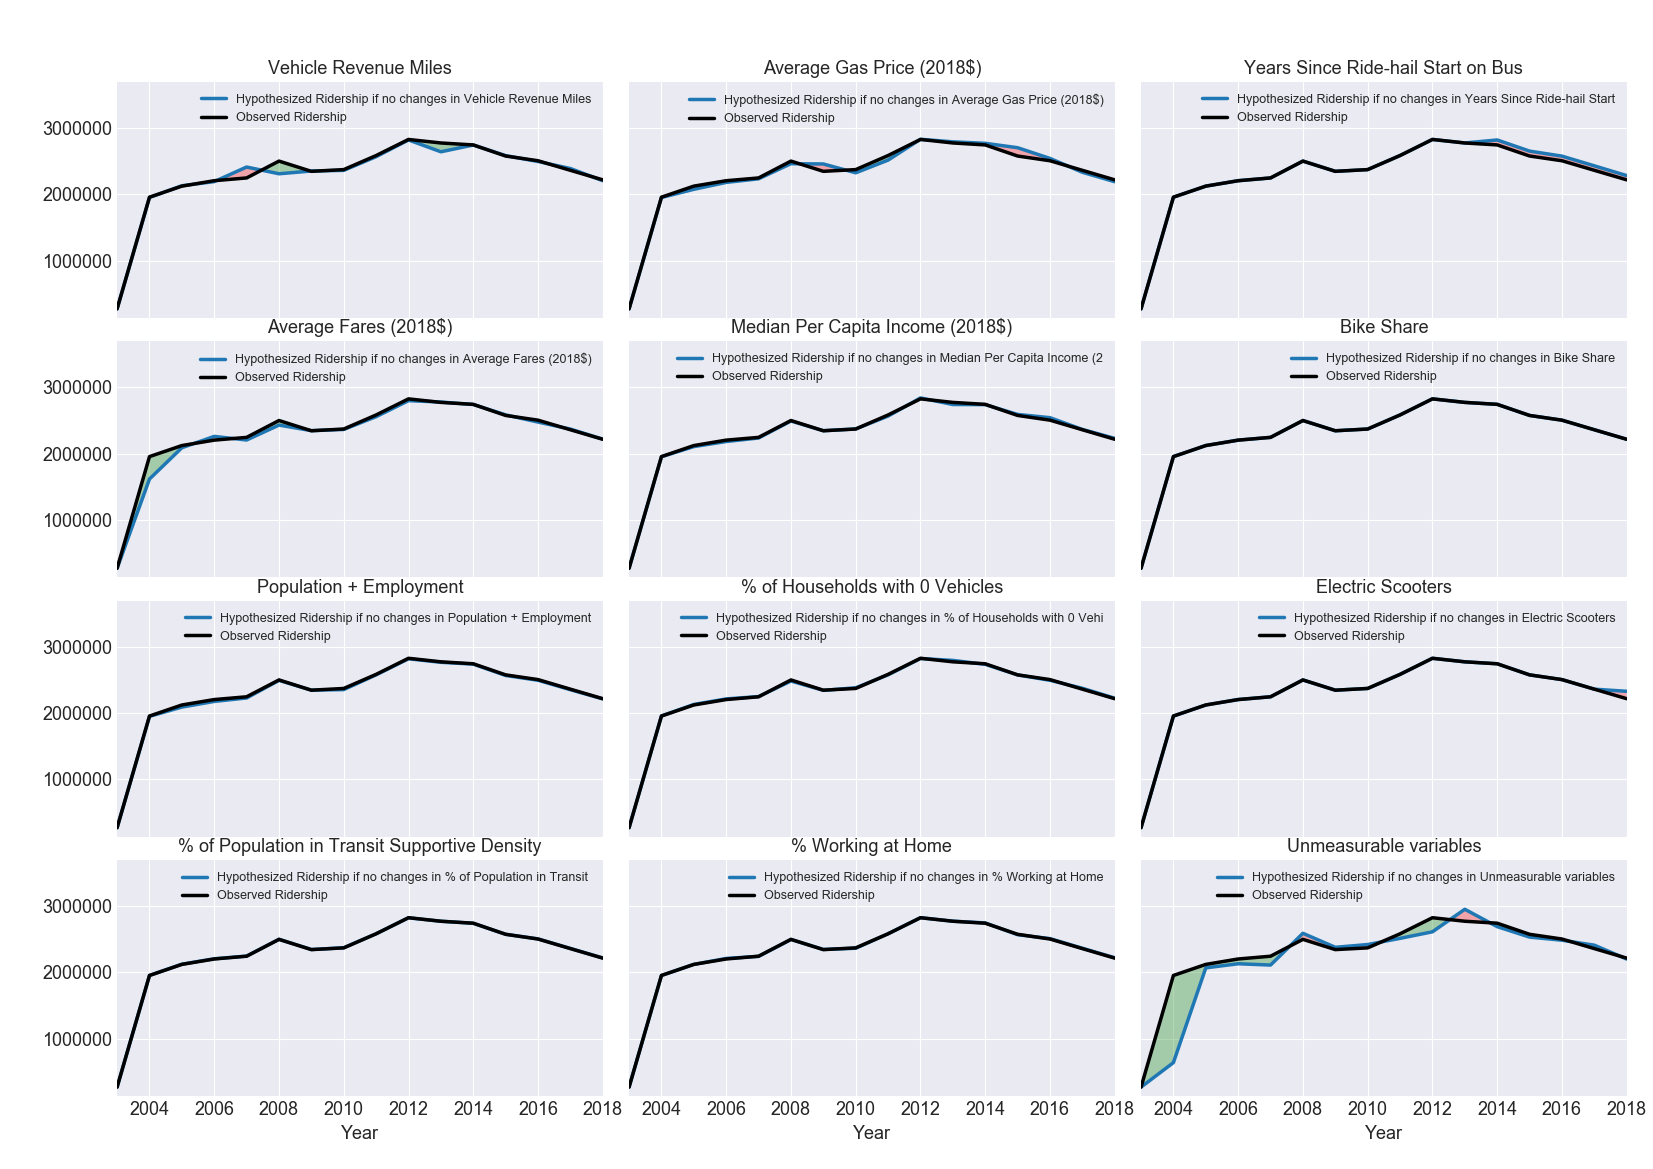 Vehicle Revenue Miles
Hypothesized Ridership if no changes in Vehicle Revenue Miles
Observed Ridership
3000000
2000000
1000000
Average Gas Price (2018$)
Hypothesized Ridership if no changes in Average Gas Price (2018$)
Observed Ridership
Years Since Ride-hail Start on Bus
Hypothesized Ridership if no changes in Years Since Ride-hail Start
Observed Ridership
Average Fares (2018$)
Hypothesized Ridership if no changes in Average Fares (2018$)
Observed Ridership
3000000
2000000
1000000
Median Per Capita Income (2018$)
Hypothesized Ridership if no changes in Median Per Capita Income (2
Observed Ridership
Bike Share
Hypothesized Ridership if no changes in Bike Share
Observed Ridership
Population + Employment
Hypothesized Ridership if no changes in Population + Employment
Observed Ridership
3000000
2000000
1000000
% of Households with 0 Vehicles
Hypothesized Ridership if no changes in % of Households with 0 Vehi
Observed Ridership
Electric Scooters
Hypothesized Ridership if no changes in Electric Scooters
Observed Ridership
% of Population in Transit Supportive Density
Hypothesized Ridership if no changes in % of Population in Transit
Observed Ridership
3000000
2000000
1000000
2004 2006 2008 2010 2012 2014 2016 2018
Year
% Working at Home
Hypothesized Ridership if no changes in % Working at Home
Observed Ridership
2004 2006 2008 2010 2012 2014 2016 2018
Year
Unmeasurable variables
Hypothesized Ridership if no changes in Unmeasurable variables
Observed Ridership
2004 2006 2008 2010 2012 2014 2016 2018
Year